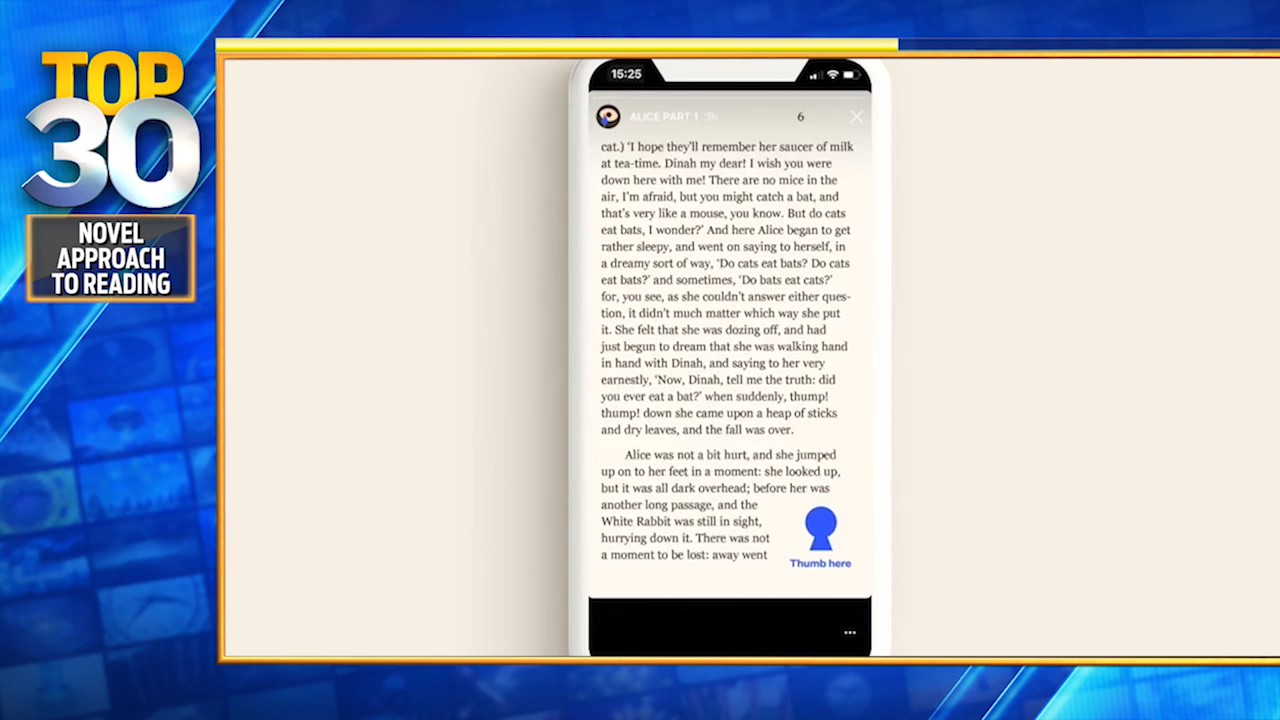 TOP
30
NOVEL
APPROACH
TO READING
15:25
ALICE PART 1 3h
6
cat.) ‘I hope they’ll remember her saucer of milk
at tea-time. Dinah my dear! I wish you were
down here with me! There are no mice in the
air, I’m afraid, but you might catch a bat, and
that’s very like a mouse, you know. But do cats
eat bats, I wonder?’ And here Alice began to get
rather sleepy, and went on saying to herself, in
a dreamy sort of way, ‘Do cats eat bats? Do cats
eat bats?’ and sometimes, ‘Do bats eat cats?’
for, you see, as she couldn’t answer either ques-
tion, it didn’t much matter which way she put
it. She felt that she was dozing off, and had
just begun to dream that she was walking hand
in hand with Dinah, and saying to her very
earnestly, ‘Now, Dinah, tell me the truth: did
you ever eat a bat?’ when suddenly, thump!
thump! down she came upon a heap of sticks
and dry leaves, and the fall was over.
Alice was not a bit hurt, and she jumped
up on to her feet in a moment: she looked up,
but it was all dark overhead; before her was
another long passage, and the
White Rabbit was still in sight,
hurrying down it. There was not
a moment to be lost: away went
Thumb here